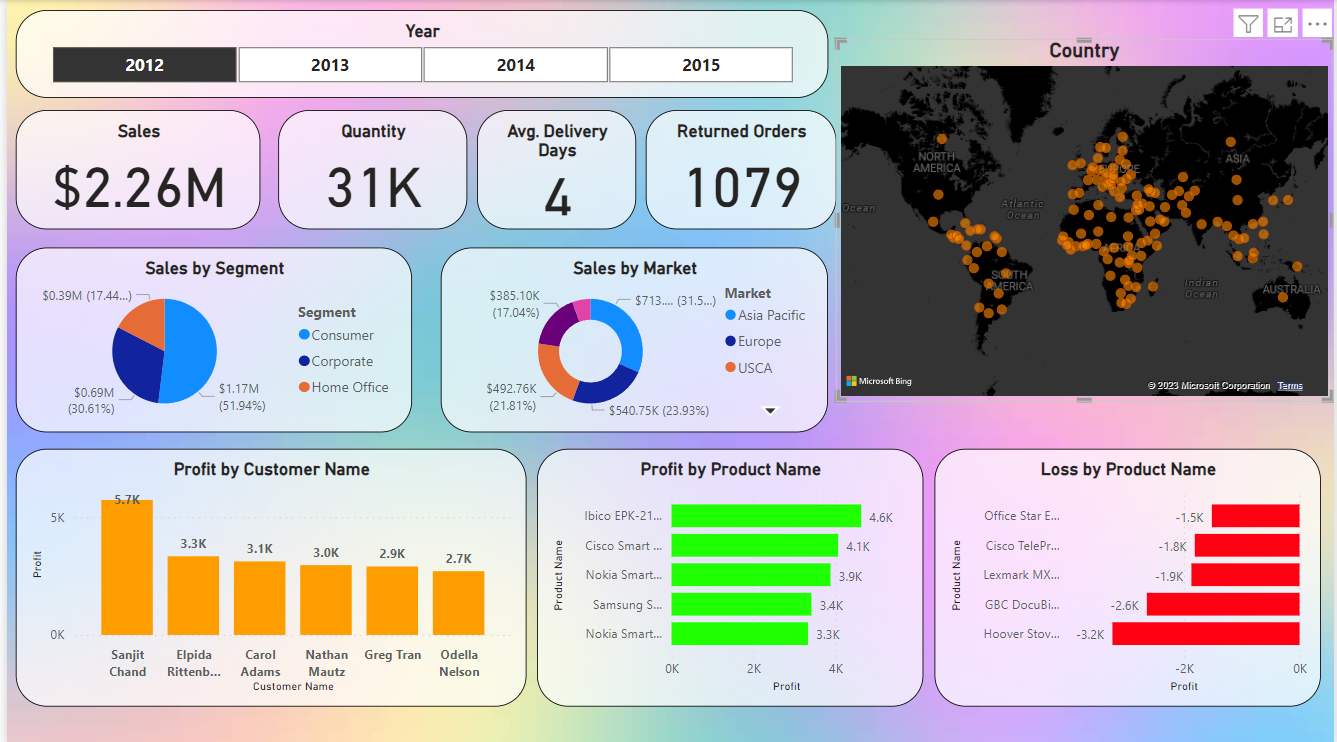 Year
2012
2013
2014
2015
Sales
$2.26M
Quantity
31K
Avg. Delivery
Days
4
Returned Orders
1079
Country
NORTH
AMERICA
Ocean
Atlantic
Ocean
ASIA
AFRICA
SOUTH
AMERICA
Indian
Ocean
AUSTRALIA
Microsoft Bing
© 2023 Microsoft Corporation Terms
Sales by Segment
$0.39M (17.44...)
$0.69M
(30.61%)
$1.17M
(51.94%)
Segment
Consumer
Corporate
Home Office
Sales by Market
$385.10K
(17.04%)
$713.... (31.5...)
$492.76K
(21.81%)
$540.75K (23.93%)
Market
Asia Pacific
Europe
USCA
Profit by Customer Name
Profit
5K
0K
5.7K
3.3K
3.1K
3.0K
2.9K
2.7K
Sanjit
Chand
Elpida
Rittenb...
Carol
Adams
Nathan
Mautz
Greg Tran
Odella
Nelson
Customer Name
Profit by Product Name
Product Name
Ibico EPK-21... 4.6K
Cisco Smart ... 4.1K
Nokia Smart... 3.9K
Samsung S... 3.4K
Nokia Smart... 3.3K
0K 2K 4K
Profit
Loss by Product Name
Product Name
Office Star E... -1.5K
Cisco TelePr... -1.8K
Lexmark MX... -1.9K
GBC DocuBi... -2.6K
Hoover Stov... -3.2K
-2K 0K
Profit